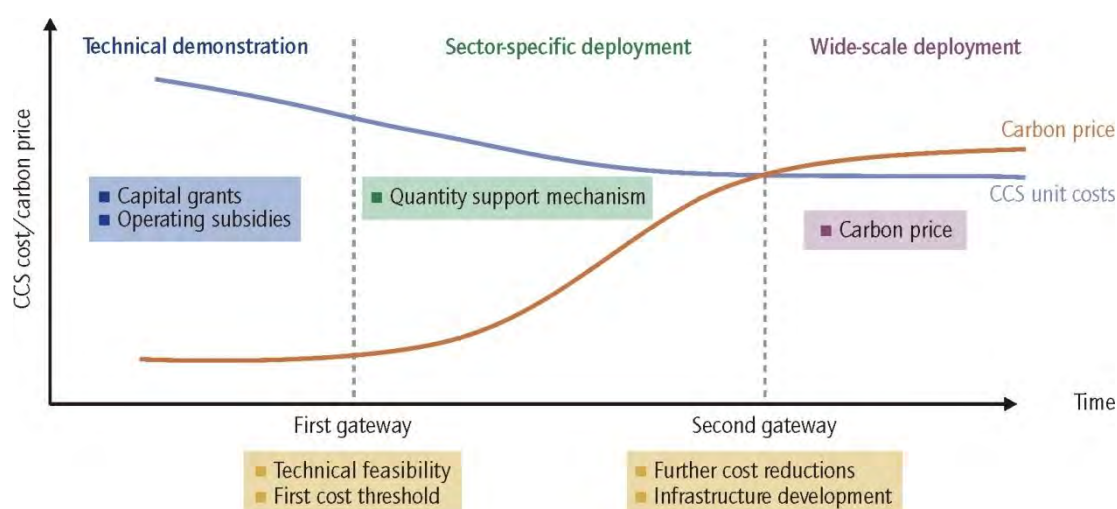 Technical demonstration
Sector-specific deployment
Wide-scale deployment
CCS cost/carbon price
Carbon price
CCS unit costs
■ Capital grants
■ Operating subsidies
■ Quantity support mechanism
■ Carbon price
Time
First gateway
Second gateway
■ Technical feasibility
■ First cost threshold
■ Further cost reductions
■ Infrastructure development